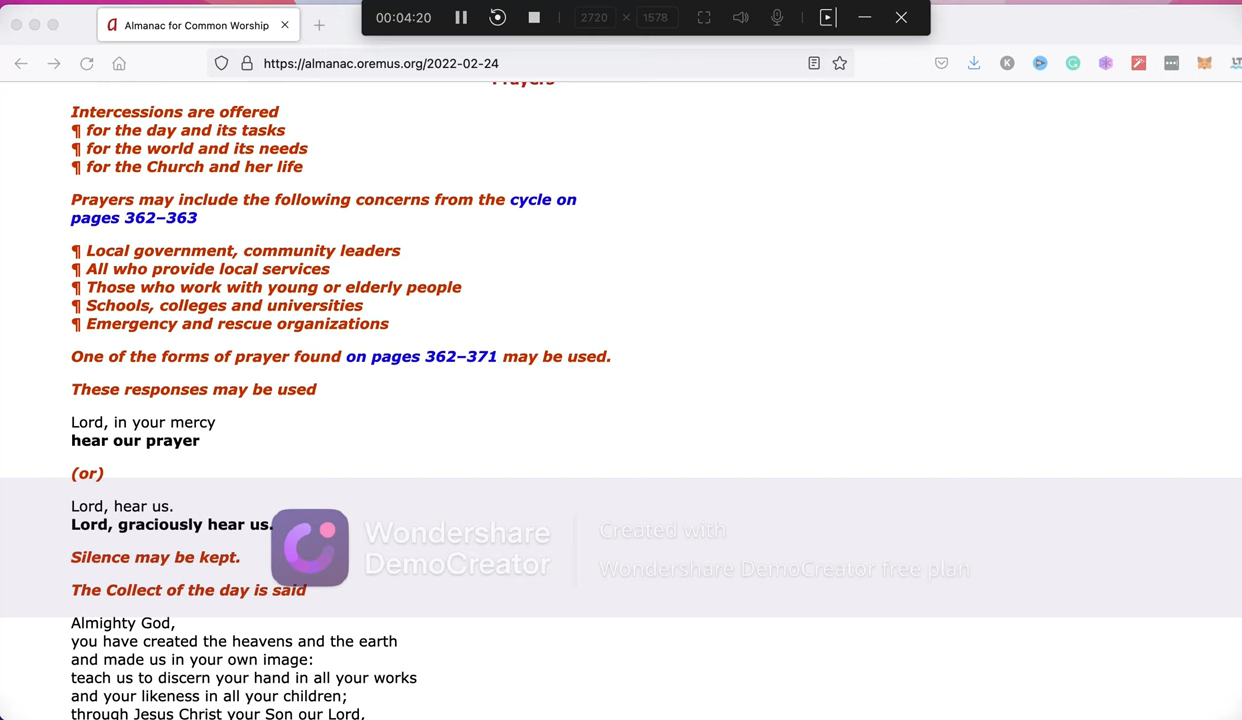 00:04:20
2720 × 1578
a Almanac for Common Worship
https://almanac.oremus.org/2022-02-24
Prayers
Intercessions are offered
¶ for the day and its tasks
¶ for the world and its needs
¶ for the Church and her life
Prayers may include the following concerns from the cycle on
pages 362–363
¶ Local government, community leaders
¶ All who provide local services
¶ Those who work with young or elderly people
¶ Schools, colleges and universities
¶ Emergency and rescue organizations
One of the forms of prayer found on pages 362–371 may be used.
These responses may be used
Lord, in your mercy
hear our prayer
(or)
Lord, hear us.
Lord, graciously hear us.
Wondershare
DemoCreator
Created with
Wondershare DemoCreator free plan
Silence may be kept.
The Collect of the day is said
Almighty God,
you have created the heavens and the earth
and made us in your own image:
teach us to discern your hand in all your works
and your likeness in all your children;
through Jesus Christ your Son our Lord,
K
G
LT